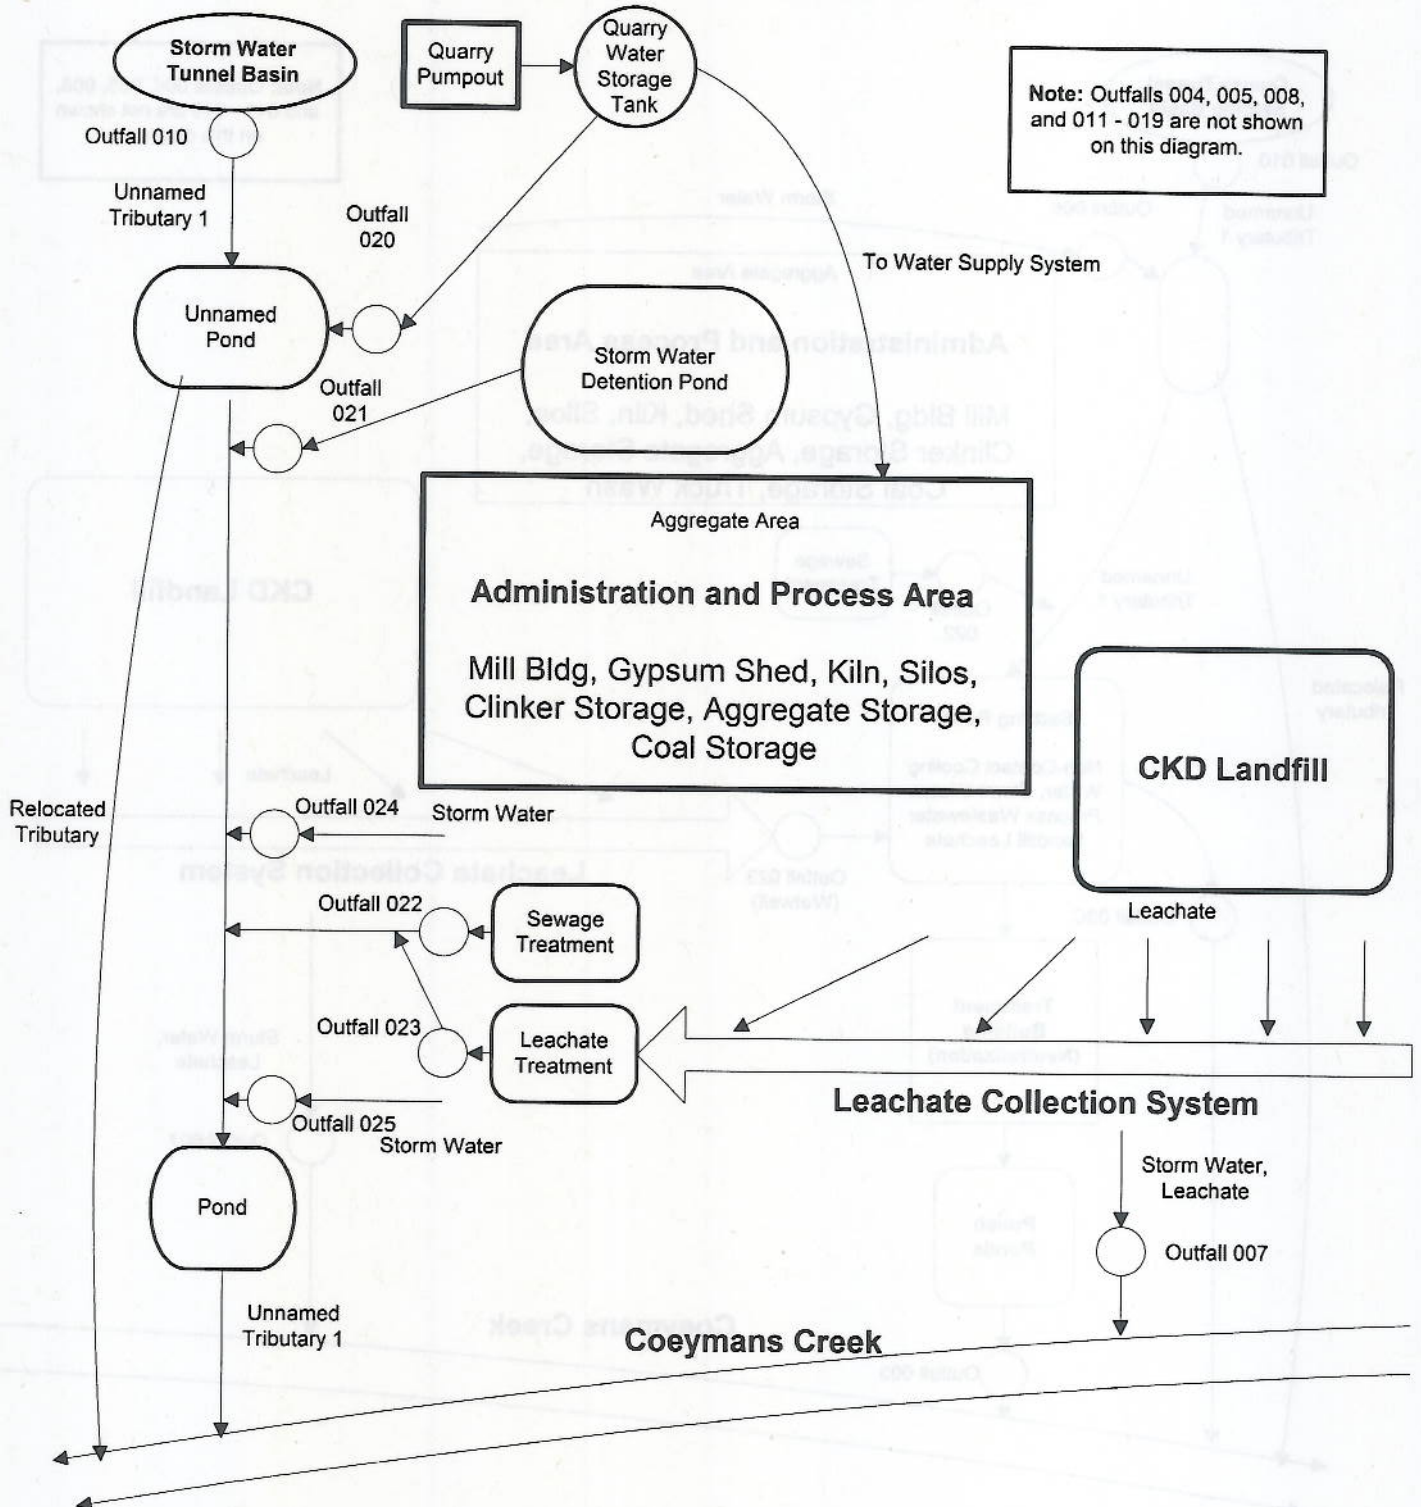 Storm Water
Tunnel Basin
Quarry
Pumpout
Quarry
Water
Storage
Tank
Note: Outfalls 004, 005, 008,
and 011 - 019 are not shown
on this diagram.
Outfall 010
Unnamed
Tributary 1
Outfall
020
To Water Supply System
Unnamed
Pond
Storm Water
Detention Pond
Outfall
021
Aggregate Area
Administration and Process Area
Mill Bldg, Gypsum Shed, Kiln, Silos,
Clinker Storage, Aggregate Storage,
Coal Storage
CKD Landfill
Relocated
Tributary
Outfall 024
Storm Water
Outfall 022
Sewage
Treatment
Leachate
Outfall 023
Leachate
Treatment
Leachate Collection System
Outfall 025
Storm Water
Storm Water,
Leachate
Pond
Outfall 007
Unnamed
Tributary 1
Coeymans Creek